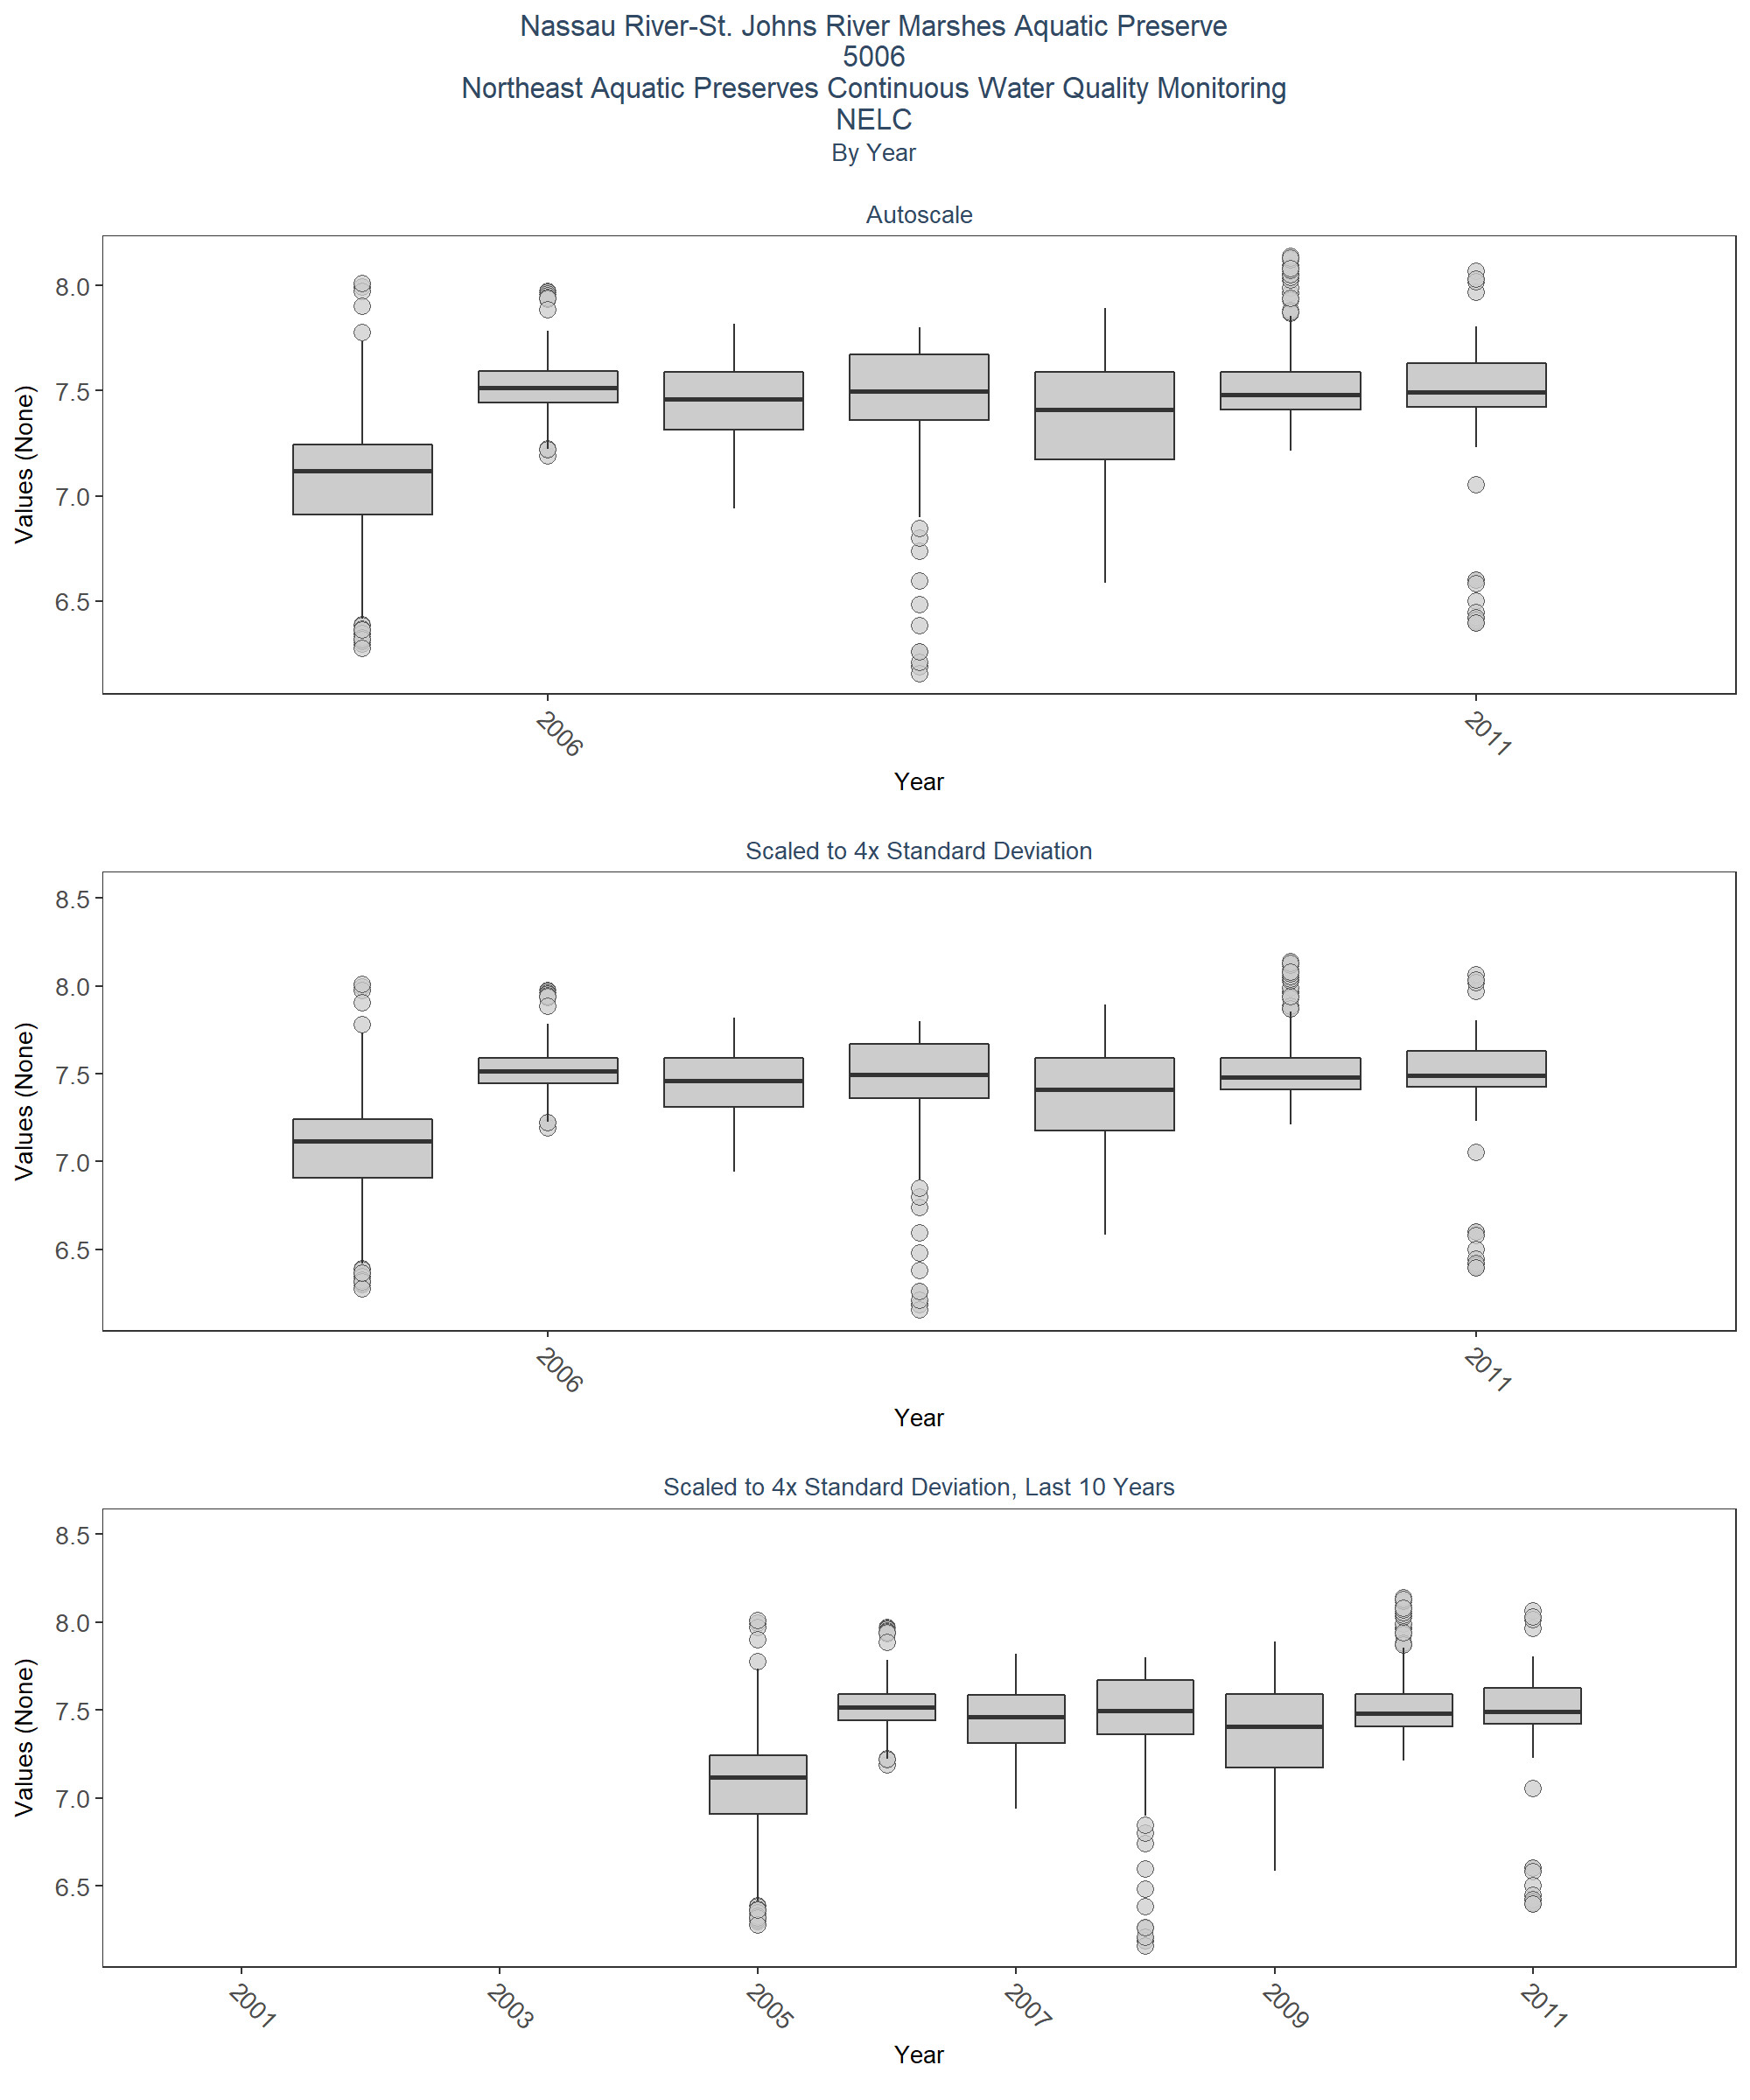 Nassau River-St. Johns River Marshes Aquatic Preserve
5006
Northeast Aquatic Preserves Continuous Water Quality Monitoring
NELC
By Year
Autoscale
Values (None)
8.0
7.5
7.0
6.5
2006
2011
Year
Scaled to 4x Standard Deviation
Values (None)
8.5
8.0
7.5
7.0
6.5
2006
2011
Year
Scaled to 4x Standard Deviation, Last 10 Years
Values (None)
8.5
8.0
7.5
7.0
6.5
2001
2003
2005
2007
2009
2011
Year